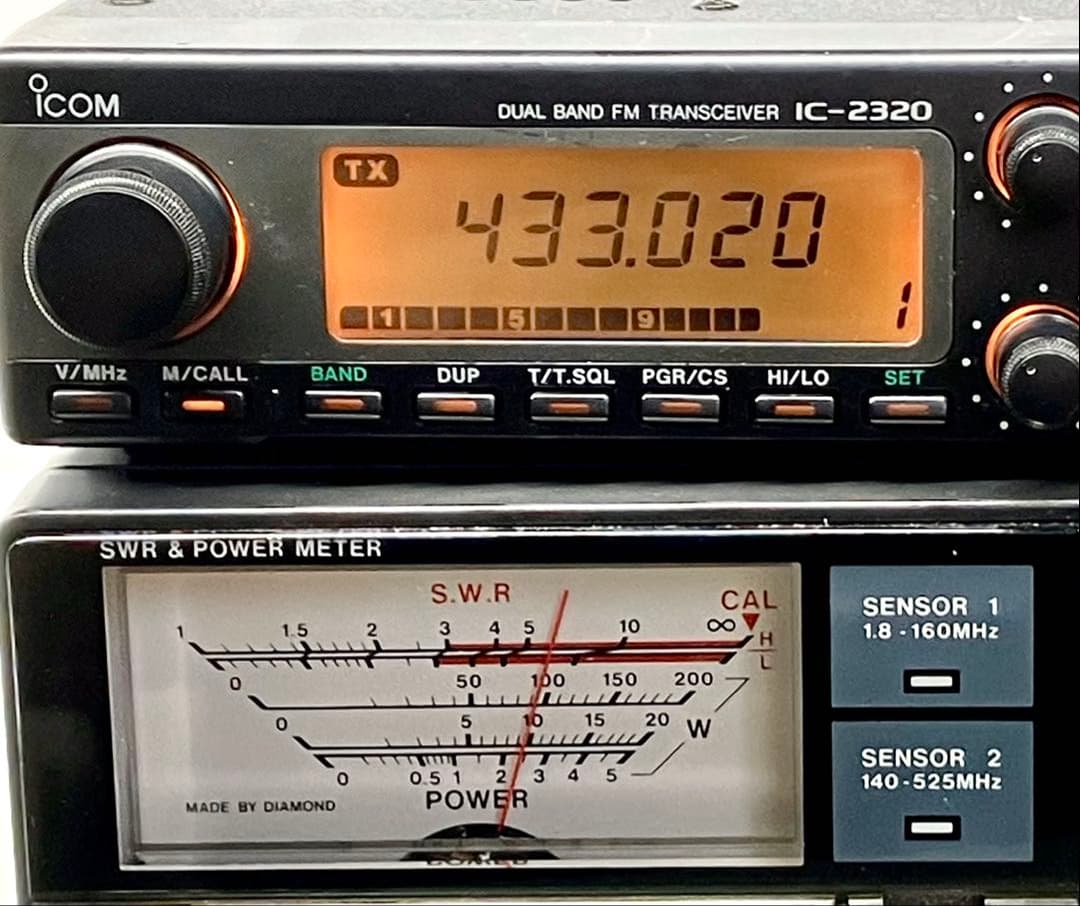 ICOM
DUAL BAND FM TRANSCEIVER IC-2320
TX
433.020
1 5 9
1
V/MHz M/CALL BAND DUP T/T.SQL PGR/CS HI/LO SET
SWR & POWER METER
S.W.R
CAL
1 1.5 2 3 4 5 10 ∞
H
L
0 50 100 150 200
0 5 10 15 20
W
0 0.5 1 2 3 4 5
POWER
MADE BY DIAMOND
SENSOR 1
1.8-160MHz
SENSOR 2
140-525MHz